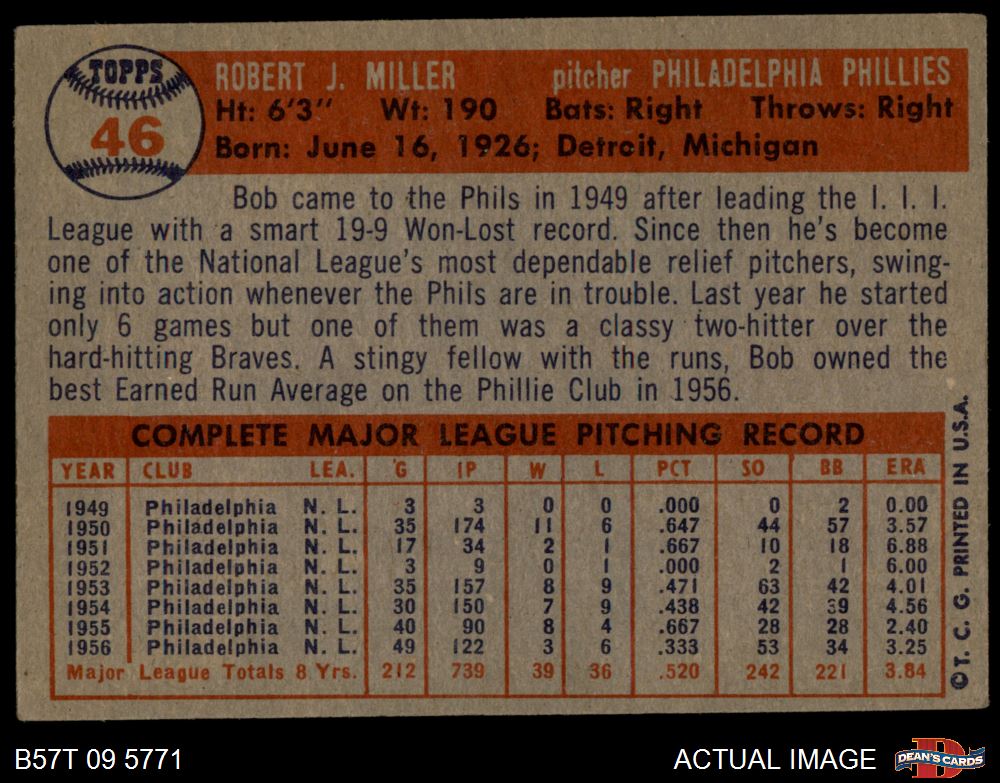 TOPPS
46
ROBERT J. MILLER pitcher PHILADELPHIA PHILLIES
Ht: 6'3" Wt: 190 Bats: Right Throws: Right
Born: June 16, 1926; Detroit, Michigan
Bob came to the Phils in 1949 after leading the I. I. I.
League with a smart 19-9 Won-Lost record. Since then he's become
one of the National League's most dependable relief pitchers, swing-
ing into action whenever the Phils are in trouble. Last year he started
only 6 games but one of them was a classy two-hitter over the
hard-hitting Braves. A stingy fellow with the runs, Bob owned the
best Earned Run Average on the Phillie Club in 1956.
COMPLETE MAJOR LEAGUE PITCHING RECORD
YEAR CLUB LEA. G IP W L PCT SO BB ERA
1949 Philadelphia N. L. 3 3 0 0 .000 0 2 0.00
1950 Philadelphia N. L. 35 174 11 6 .647 44 57 3.57
1951 Philadelphia N. L. 17 34 2 1 .667 10 18 6.88
1952 Philadelphia N. L. 3 9 0 1 .000 2 1 6.00
1953 Philadelphia N. L. 35 157 8 9 .471 63 42 4.01
1954 Philadelphia N. L. 30 150 7 9 .438 42 39 4.56
1955 Philadelphia N. L. 40 90 8 4 .667 28 28 2.40
1956 Philadelphia N. L. 49 122 3 6 .333 53 34 3.25
Major League Totals 8 Yrs. 212 739 39 36 .520 242 221 3.84
©T. C. G. PRINTED IN U.S.A.
B57T 09 5771
ACTUAL IMAGE
D
DEAN'S CARDS